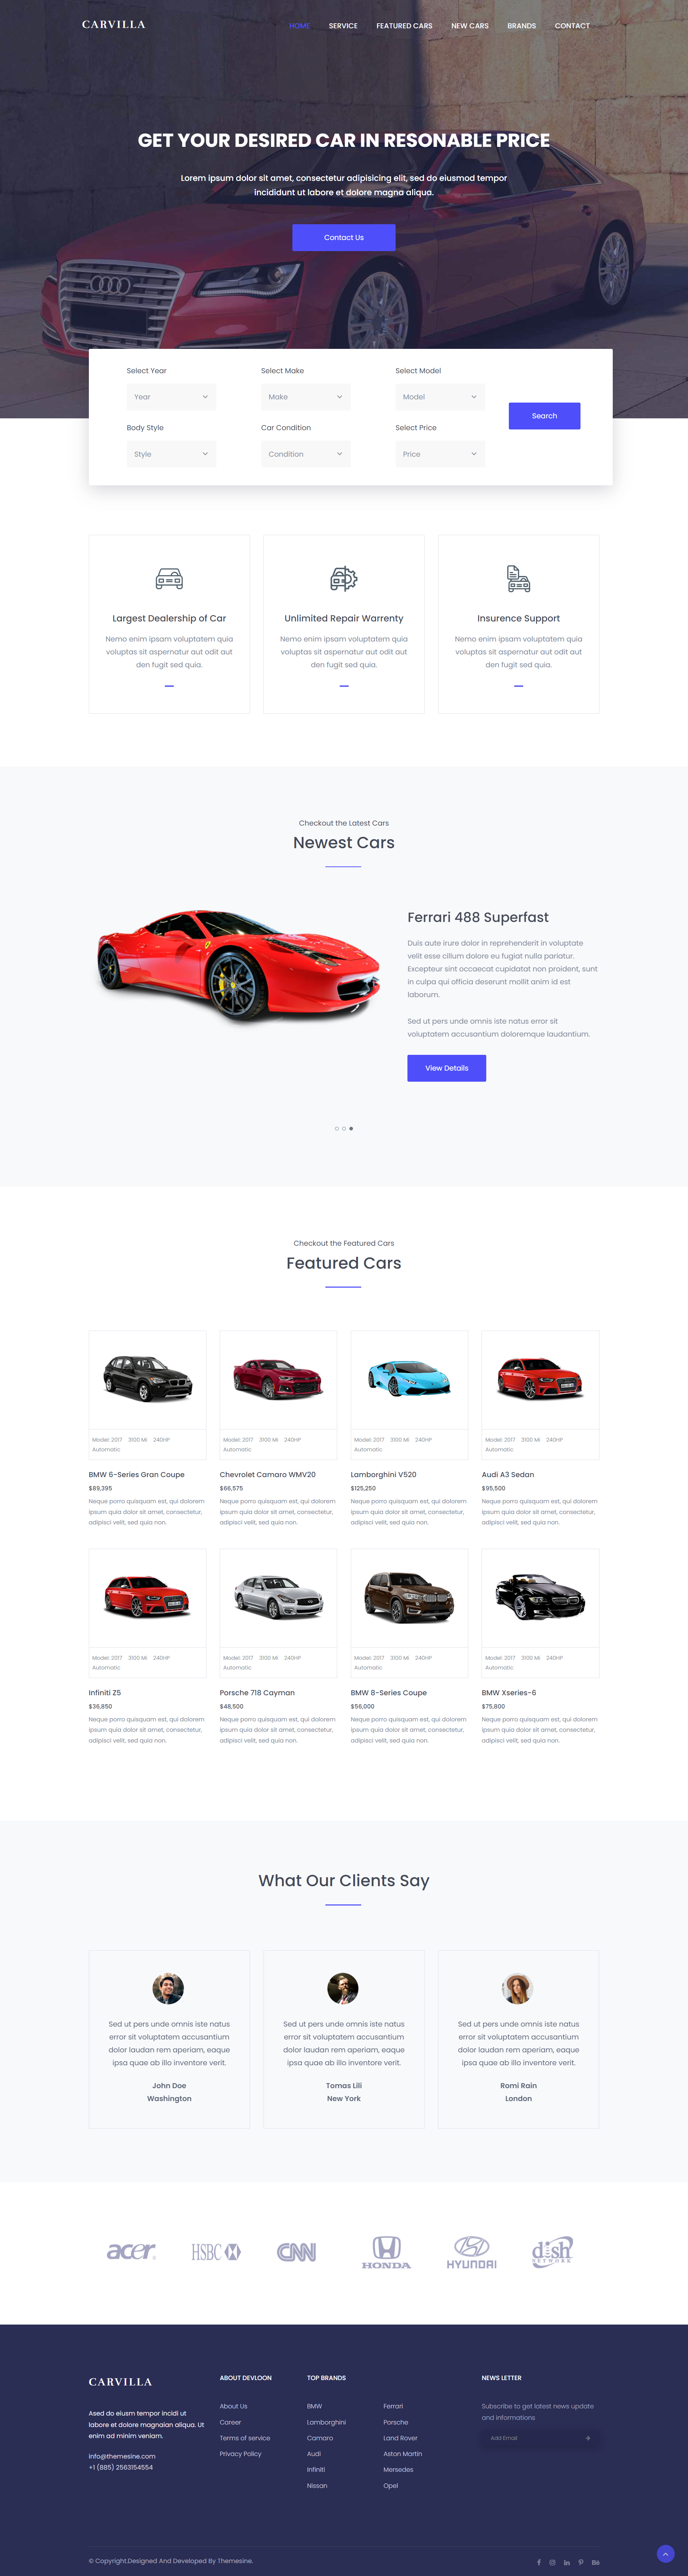 CARVILLA
HOME SERVICE FEATURED CARS NEW CARS BRANDS CONTACT
GET YOUR DESIRED CAR IN RESONABLE PRICE
Lorem ipsum dolor sit amet, consectetur adipisicing elit, sed do eiusmod tempor
incididunt ut labore et dolore magna aliqua.
Contact Us
Select Year Select Make Select Model
Year Make Model
Search
Body Style Car Condition Select Price
Style Condition Price
Largest Dealership of Car
Nemo enim ipsam voluptatem quia
voluptas sit aspernatur aut odit aut
den fugit sed quia.
Unlimited Repair Warrenty
Nemo enim ipsam voluptatem quia
voluptas sit aspernatur aut odit aut
den fugit sed quia.
Insurence Support
Nemo enim ipsam voluptatem quia
voluptas sit aspernatur aut odit aut
den fugit sed quia.
Checkout the Latest Cars
Newest Cars
Ferrari 488 Superfast
Duis aute irure dolor in reprehenderit in voluptate
velit esse cillum dolore eu fugiat nulla pariatur.
Excepteur sint occaecat cupidatat non proident, sunt
in culpa qui officia deserunt mollit anim id est
laborum.
Sed ut pers unde omnis iste natus error sit
voluptatem accusantium doloremque laudantium.
View Details
Checkout the Featured Cars
Featured Cars
Model: 2017 3100 Mi 240HP
Automatic
BMW 6-Series Gran Coupe
$89,395
Neque porro quisquam est, qui dolorem
ipsum quia dolor sit amet, consectetur,
adipisci velit, sed quia non.
Model: 2017 3100 Mi 240HP
Automatic
Chevrolet Camaro WMV20
$66,575
Neque porro quisquam est, qui dolorem
ipsum quia dolor sit amet, consectetur,
adipisci velit, sed quia non.
Model: 2017 3100 Mi 240HP
Automatic
Lamborghini V520
$125,250
Neque porro quisquam est, qui dolorem
ipsum quia dolor sit amet, consectetur,
adipisci velit, sed quia non.
Model: 2017 3100 Mi 240HP
Automatic
Audi A3 Sedan
$95,500
Neque porro quisquam est, qui dolorem
ipsum quia dolor sit amet, consectetur,
adipisci velit, sed quia non.
Model: 2017 3100 Mi 240HP
Automatic
Infiniti Z5
$36,850
Neque porro quisquam est, qui dolorem
ipsum quia dolor sit amet, consectetur,
adipisci velit, sed quia non.
Model: 2017 3100 Mi 240HP
Automatic
Porsche 718 Cayman
$48,500
Neque porro quisquam est, qui dolorem
ipsum quia dolor sit amet, consectetur,
adipisci velit, sed quia non.
Model: 2017 3100 Mi 240HP
Automatic
BMW 8-Series Coupe
$56,000
Neque porro quisquam est, qui dolorem
ipsum quia dolor sit amet, consectetur,
adipisci velit, sed quia non.
Model: 2017 3100 Mi 240HP
Automatic
BMW Xseries-6
$75,800
Neque porro quisquam est, qui dolorem
ipsum quia dolor sit amet, consectetur,
adipisci velit, sed quia non.
What Our Clients Say
Sed ut pers unde omnis iste natus
error sit voluptatem accusantium
dolor laudan rem aperiam, eaque
ipsa quae ab illo inventore verit.
John Doe
Washington
Sed ut pers unde omnis iste natus
error sit voluptatem accusantium
dolor laudan rem aperiam, eaque
ipsa quae ab illo inventore verit.
Tomas Lili
New York
Sed ut pers unde omnis iste natus
error sit voluptatem accusantium
dolor laudan rem aperiam, eaque
ipsa quae ab illo inventore verit.
Romi Rain
London
acer HSBC CNN HONDA HYUNDAI dish NETWORK
CARVILLA
Ased do eiusm tempor incidi ut
labore et dolore magnaian aliqua. Ut
enim ad minim veniam.
info@themesine.com
+1 (885) 2563154554
ABOUT DEVLOON
About Us
Career
Terms of service
Privacy Policy
TOP BRANDS
BMW
Lamborghini
Camaro
Audi
Infiniti
Nissan
Ferrari
Porsche
Land Rover
Aston Martin
Mersedes
Opel
NEWS LETTER
Subscribe to get latest news update
and informations
Add Email
© Copyright.Designed And Developed By Themesine.